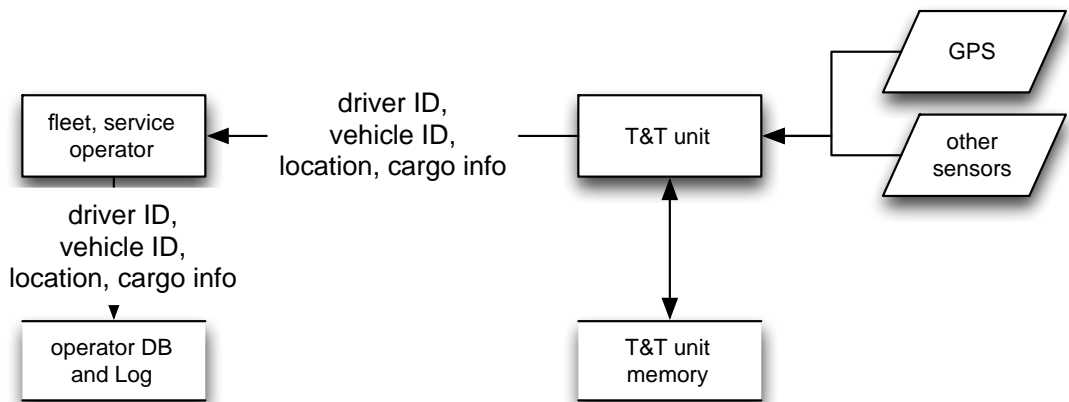 GPS
driver ID,
vehicle ID,
location, cargo info
fleet, service
operator
T&T unit
other
sensors
driver ID,
vehicle ID,
location, cargo info
operator DB
and Log
T&T unit
memory